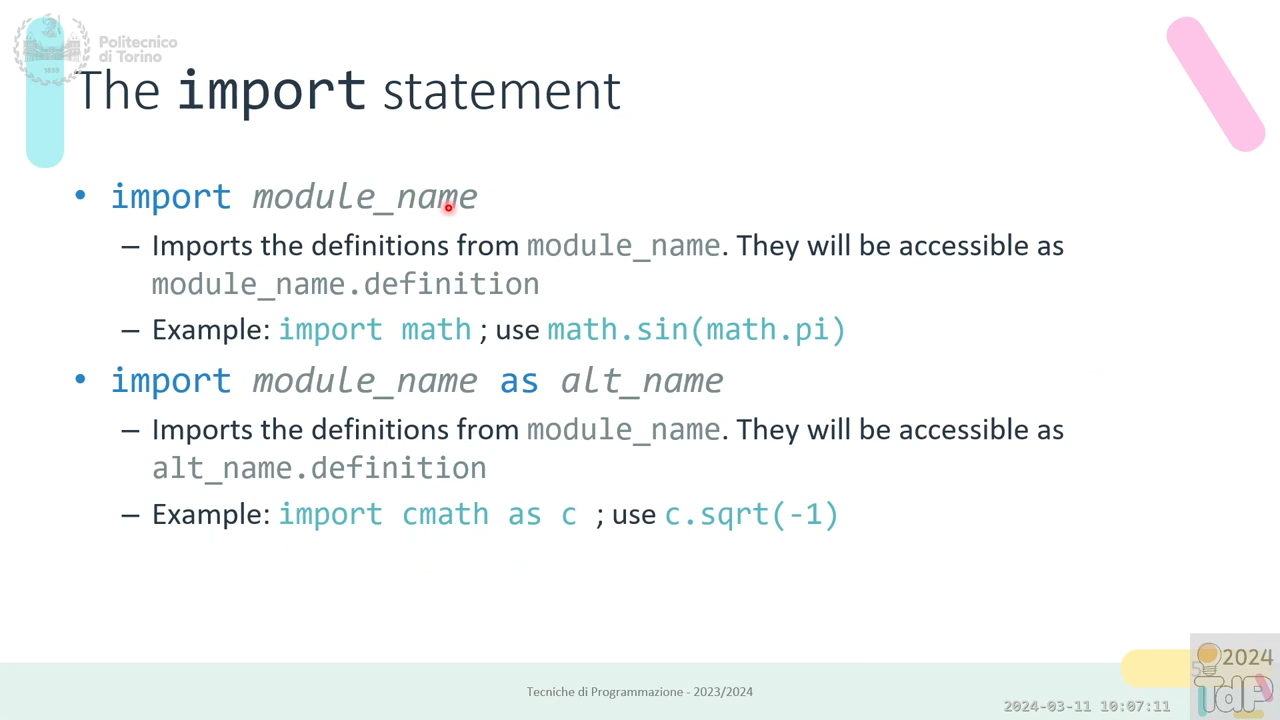 Politecnico
di Torino
The import statement
• import module_name
– Imports the definitions from module_name. They will be accessible as
module_name.definition
– Example: import math ; use math.sin(math.pi)
• import module_name as alt_name
– Imports the definitions from module_name. They will be accessible as
alt_name.definition
– Example: import cmath as c ; use c.sqrt(-1)
Tecniche di Programmazione - 2023/2024
2024
TdP
2024-03-11 10:07:11